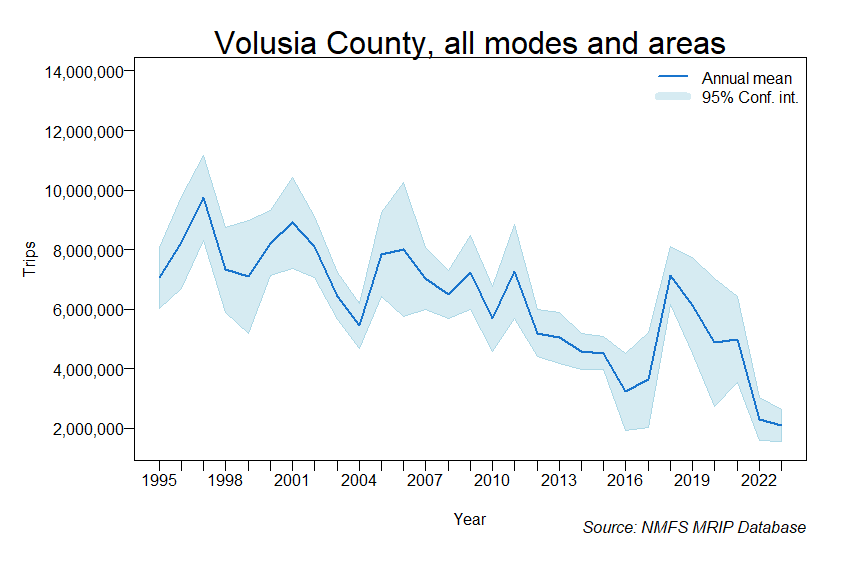 Volusia County, all modes and areas
Annual mean
95% Conf. int.
14,000,000
12,000,000
10,000,000
8,000,000
6,000,000
4,000,000
2,000,000
Trips
1995 1998 2001 2004 2007 2010 2013 2016 2019 2022
Year
Source: NMFS MRIP Database